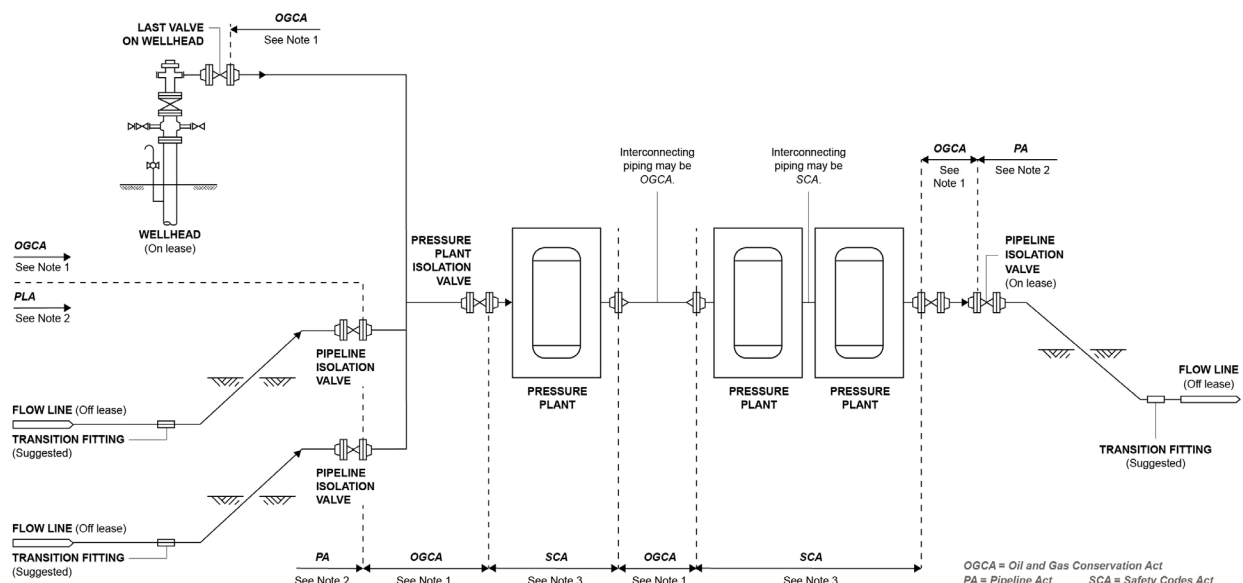 OGCA
See Note 1
LAST VALVE
ON WELLHEAD
WELLHEAD
(On lease)
OGCA
See Note 1
PLA
See Note 2
PIPELINE
ISOLATION
VALVE
FLOW LINE (Off lease)
TRANSITION FITTING
(Suggested)
PIPELINE
ISOLATION
VALVE
FLOW LINE (Off lease)
TRANSITION FITTING
(Suggested)
PRESSURE
PLANT
ISOLATION
VALVE
PRESSURE
PLANT
Interconnecting
piping may be
OGCA.
Interconnecting
piping may be
SCA.
PRESSURE
PLANT
PRESSURE
PLANT
OGCA
See
Note 1
PA
See Note 2
PIPELINE
ISOLATION
VALVE
(On lease)
FLOW LINE
(Off lease)
TRANSITION FITTING
(Suggested)
PA
See Note 2
OGCA
See Note 1
SCA
See Note 3
OGCA
See Note 1
SCA
See Note 3
OGCA = Oil and Gas Conservation Act
PA = Pipeline Act SCA = Safety Codes Act